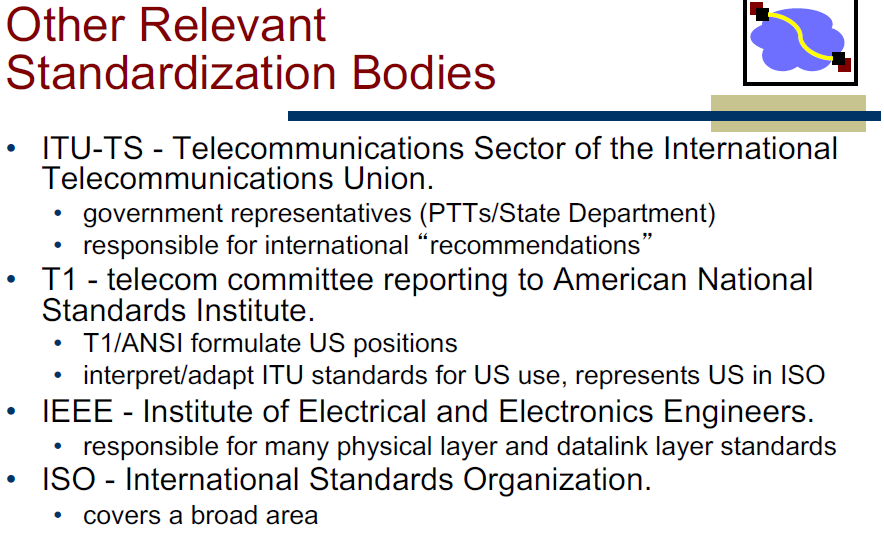 Other Relevant
Standardization Bodies
• ITU-TS - Telecommunications Sector of the International
Telecommunications Union.
• government representatives (PTTs/State Department)
• responsible for international “recommendations”
• T1 - telecom committee reporting to American National
Standards Institute.
• T1/ANSI formulate US positions
• interpret/adapt ITU standards for US use, represents US in ISO
• IEEE - Institute of Electrical and Electronics Engineers.
• responsible for many physical layer and datalink layer standards
• ISO - International Standards Organization.
• covers a broad area